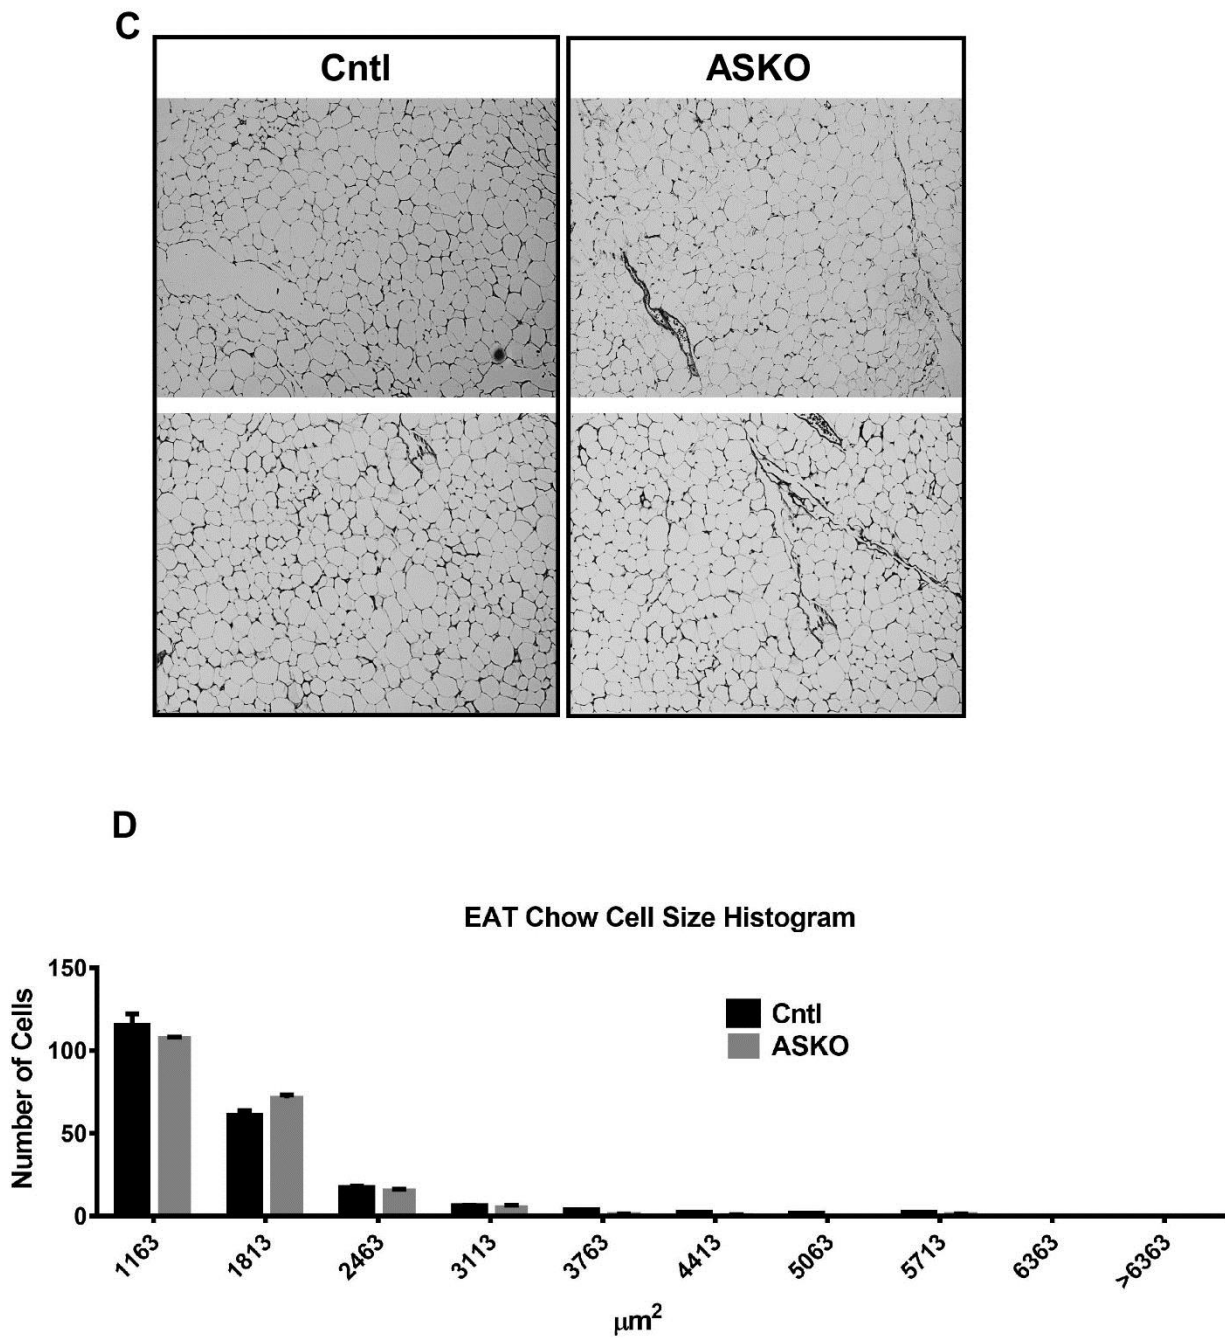 C
Cntl
ASKO
D
EAT Chow Cell Size Histogram
Number of Cells
150
100
50
0
Cntl
ASKO
1163
1813
2463
3113
3763
4413
5063
5713
6363
>6363
μm²